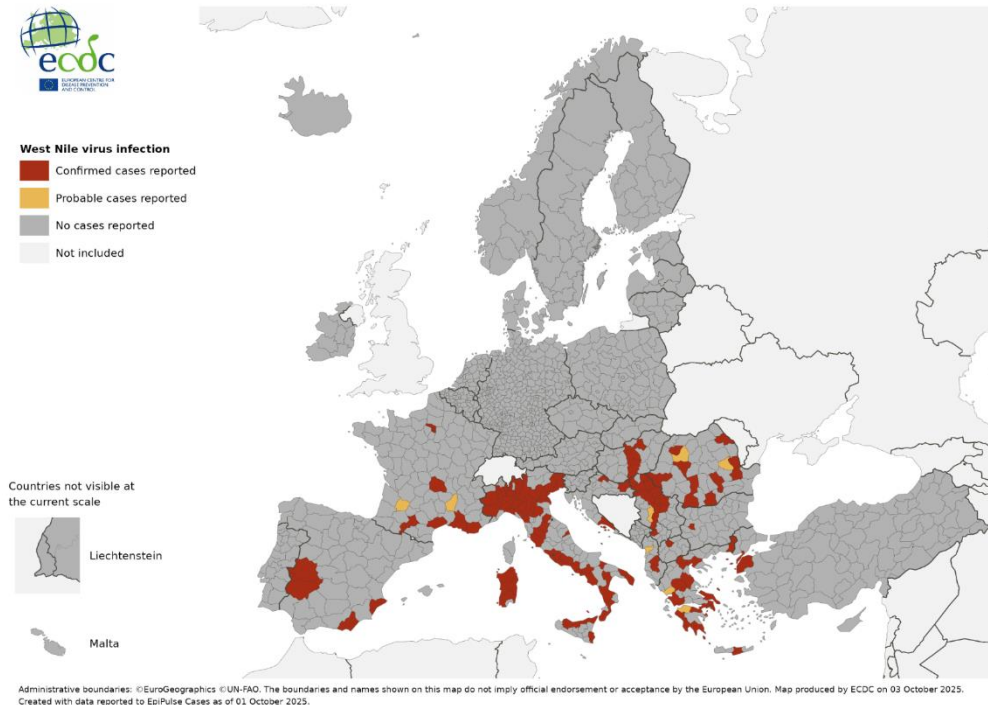 ecdc
EUROPEAN CENTRE FOR
DISEASE PREVENTION
AND CONTROL
West Nile virus infection
Confirmed cases reported
Probable cases reported
No cases reported
Not included
Countries not visible at
the current scale
Liechtenstein
Malta
Administrative boundaries: ©EuroGeographics ©UN-FAO. The boundaries and names shown on this map do not imply official endorsement or acceptance by the European Union. Map produced by ECDC on 03 October 2025.
Created with data reported to EpiPulse Cases as of 01 October 2025.